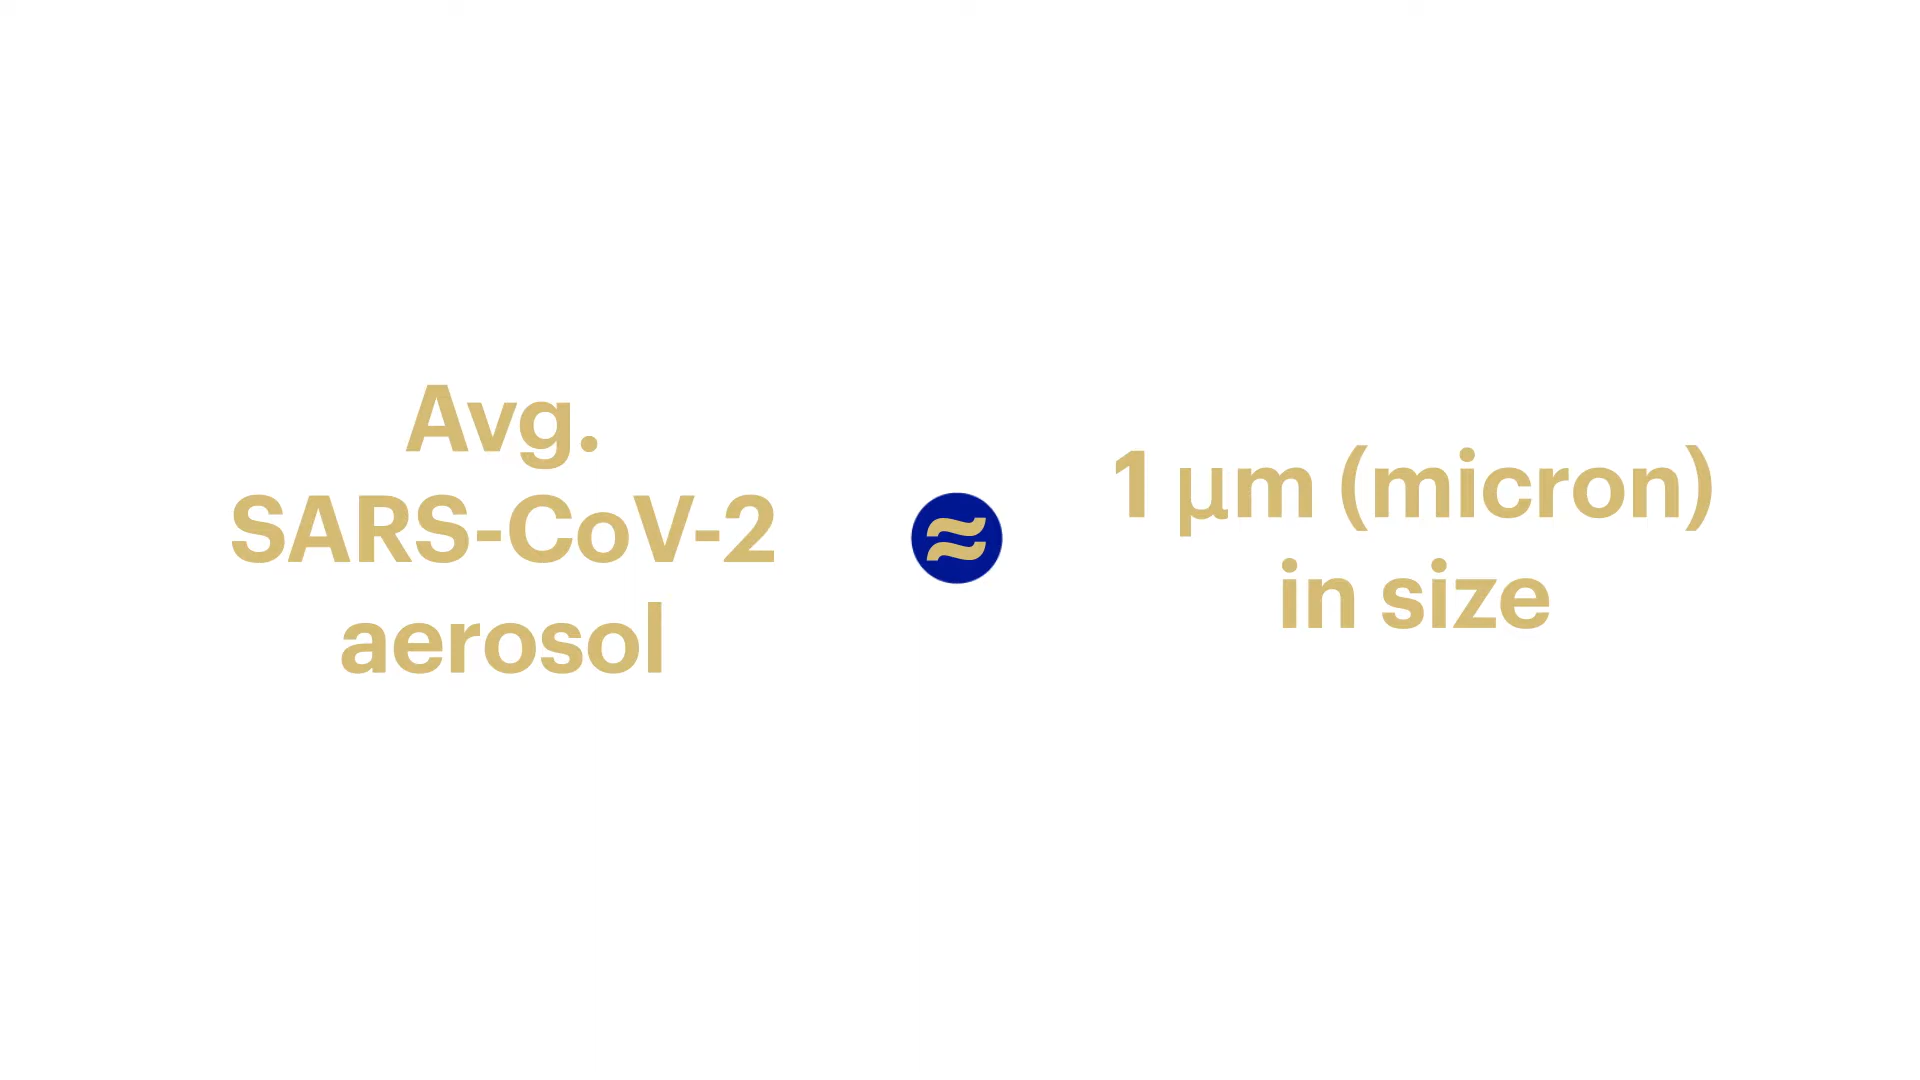 Avg.
SARS-CoV-2
aerosol
≈
1 μm (micron)
in size